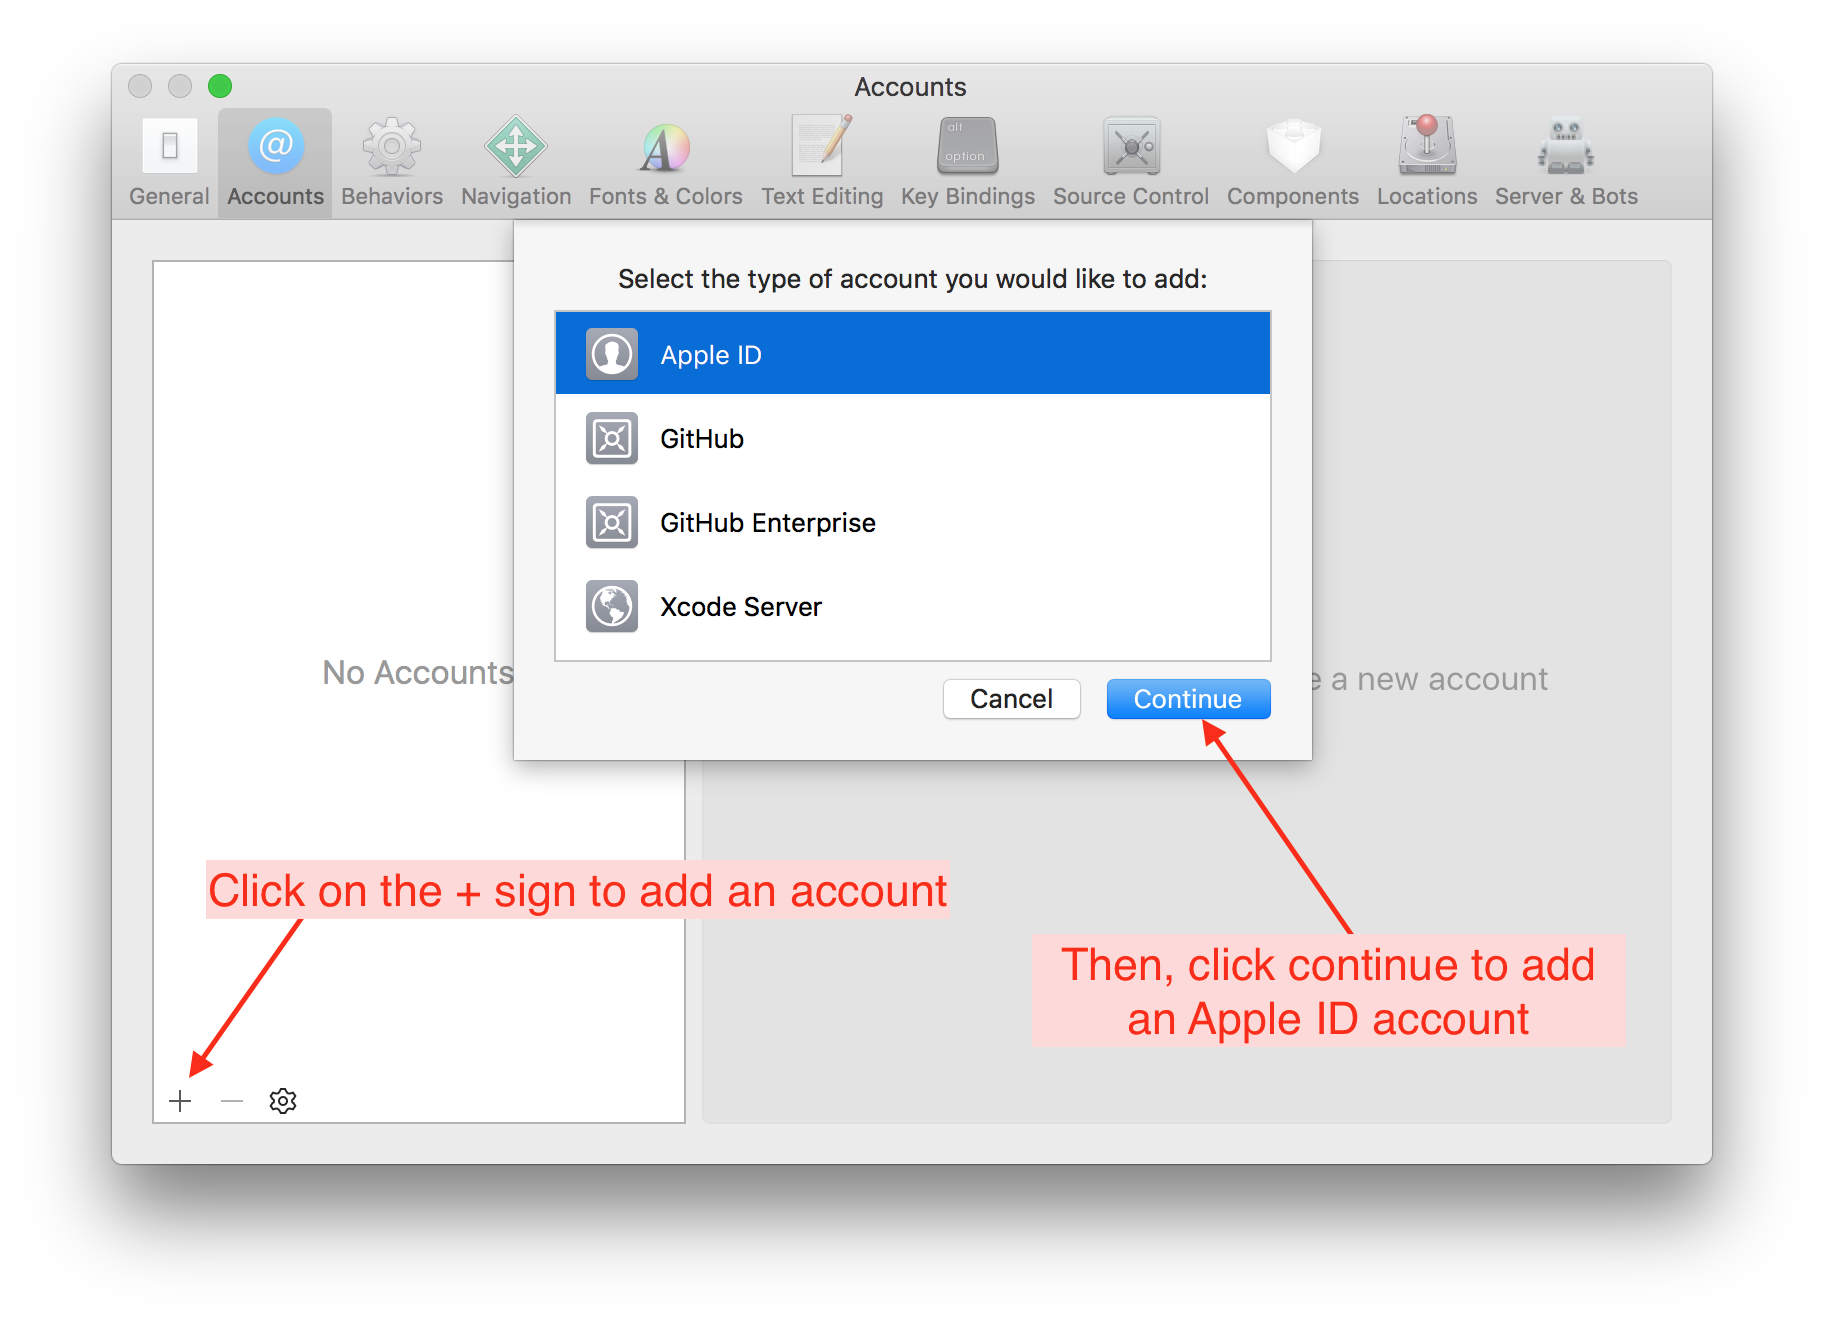 Accounts
General
Accounts
Behaviors
Navigation
Fonts & Colors
Text Editing
alt
option
Key Bindings
Source Control
Components
Locations
Server & Bots
Select the type of account you would like to add:
Apple ID
GitHub
GitHub Enterprise
Xcode Server
No Accounts
a new account
Cancel
Continue
Click on the + sign to add an account
Then, click continue to add
an Apple ID account